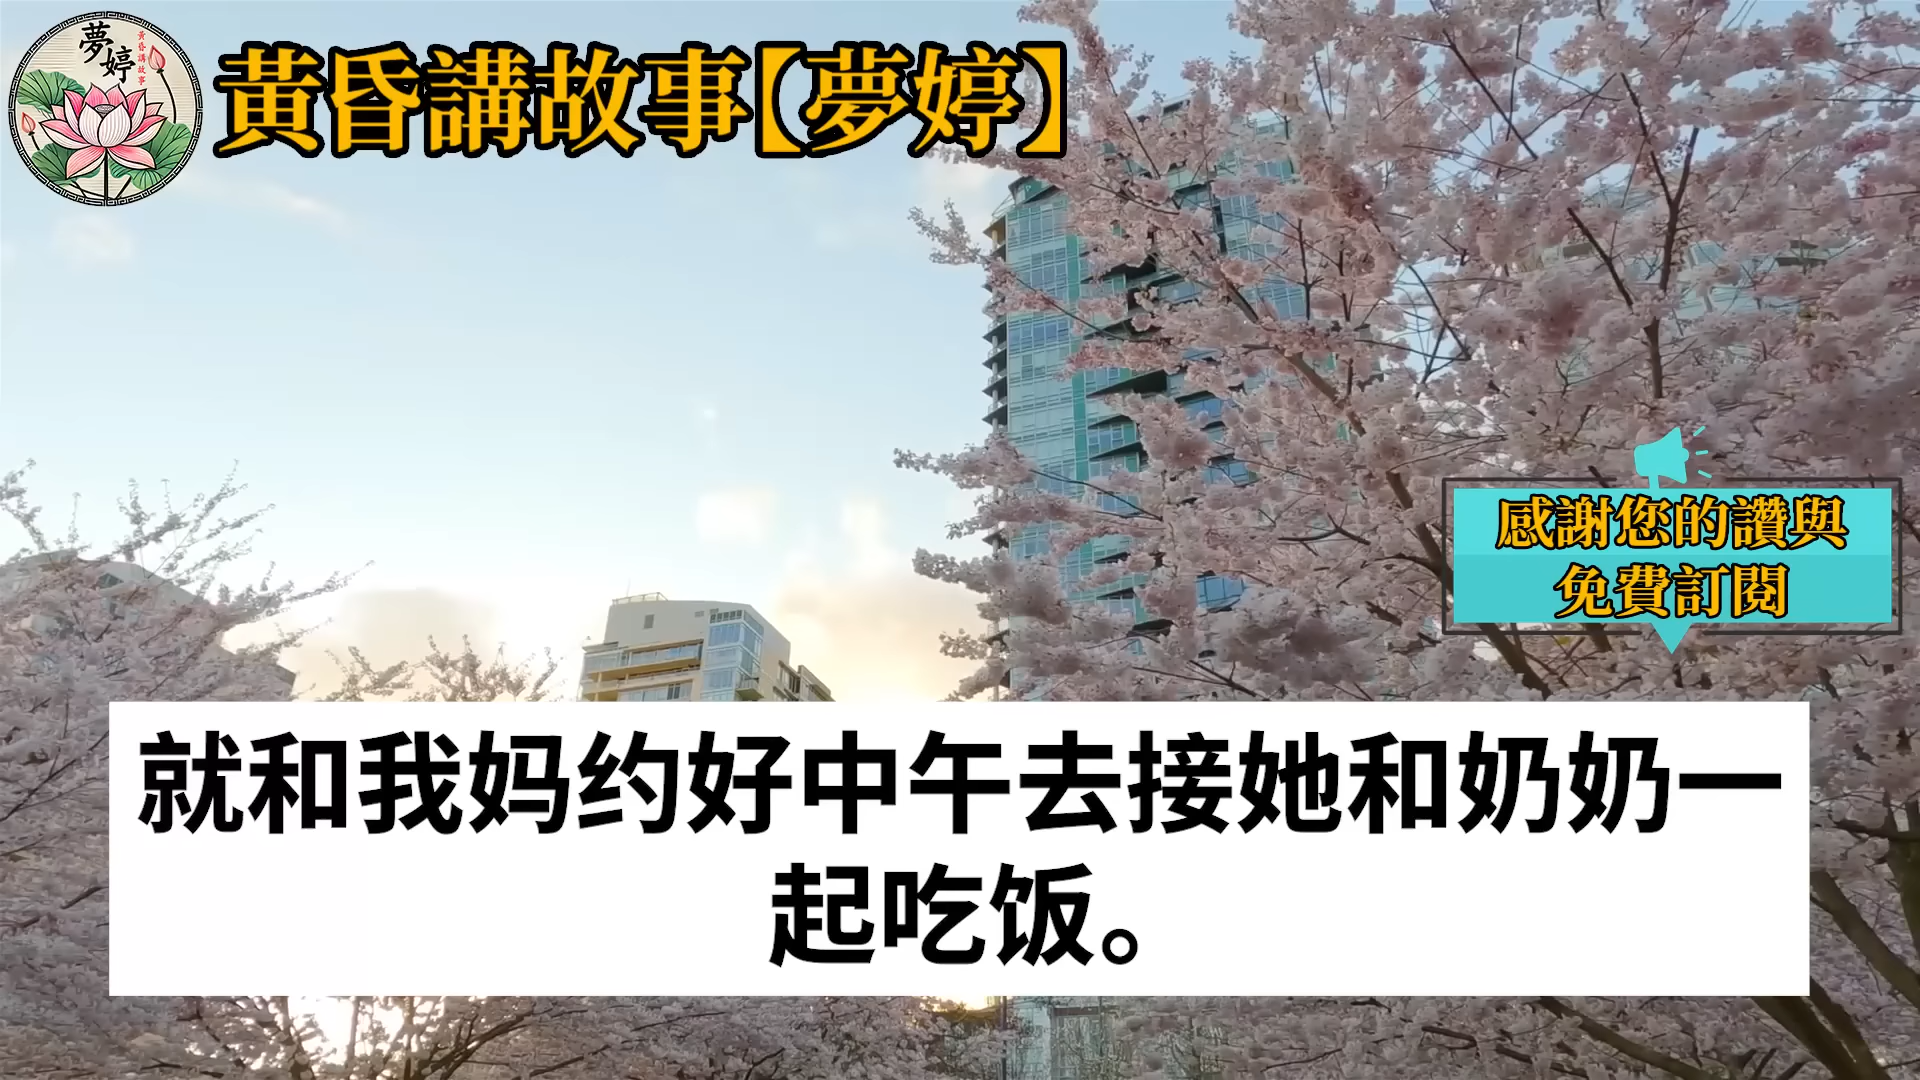 夢婷
黃昏講故事
黃昏講故事【夢婷】
感謝您的讚與
免費訂閱
就和我妈约好中午去接她和奶奶一
起吃饭。